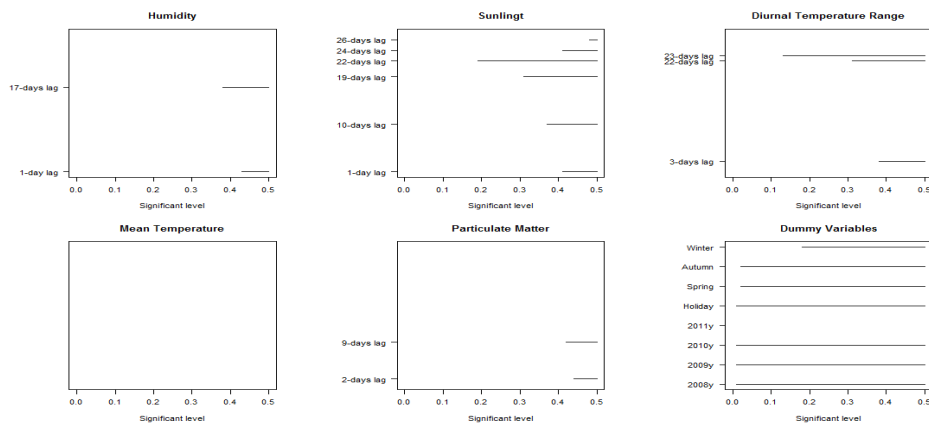 Humidity
17-days lag
1-day lag
0.0 0.1 0.2 0.3 0.4 0.5
Significant level
Sunlingt
26-days lag
24-days lag
22-days lag
19-days lag
10-days lag
1-day lag
0.0 0.1 0.2 0.3 0.4 0.5
Significant level
Diurnal Temperature Range
23-days lag
22-days lag
3-days lag
0.0 0.1 0.2 0.3 0.4 0.5
Significant level
Mean Temperature
0.0 0.1 0.2 0.3 0.4 0.5
Significant level
Particulate Matter
9-days lag
2-days lag
0.0 0.1 0.2 0.3 0.4 0.5
Significant level
Dummy Variables
Winter
Autumn
Spring
Holiday
2011y
2010y
2009y
2008y
0.0 0.1 0.2 0.3 0.4 0.5
Significant level